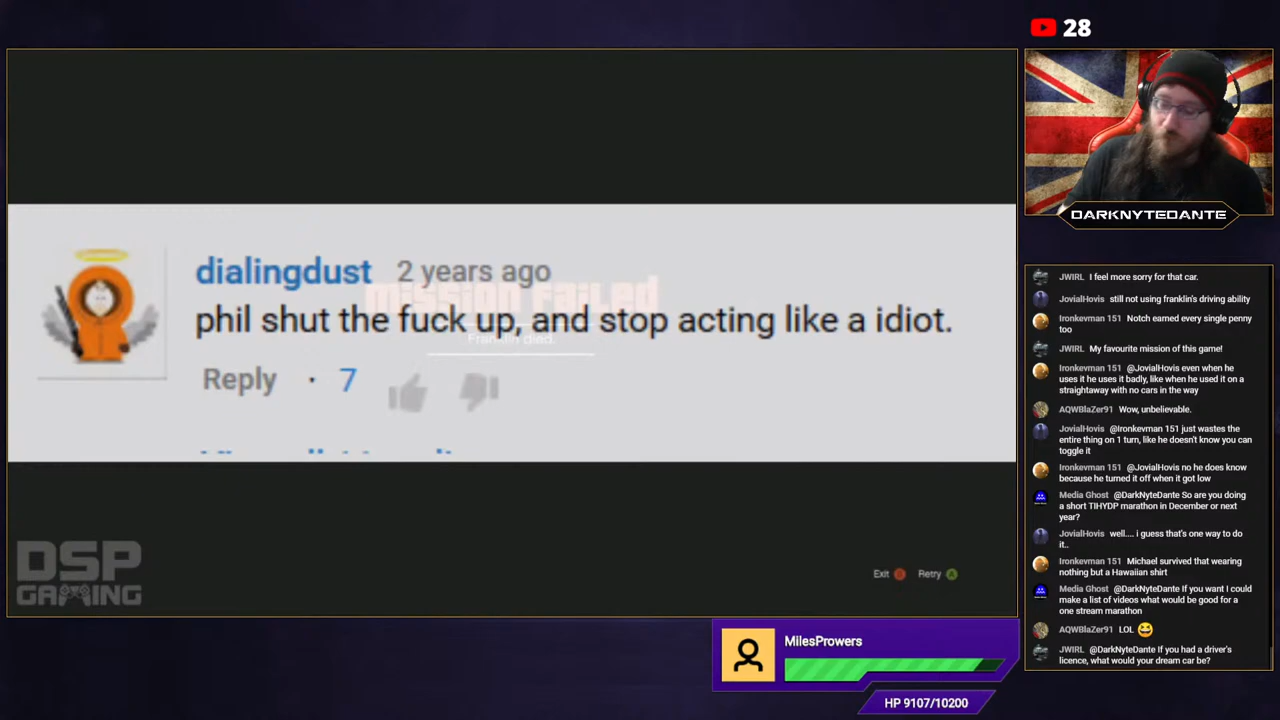 28
dialingdust 2 years ago
mission failed
phil shut the fuck up, and stop acting like a idiot.
Franklin died.
Reply · 7
DSP
GAMING
Exit B Retry A
DARKNYTEDANTE
JWIRL I feel more sorry for that car.
JovialHovis still not using franklin's driving ability
Ironkevman 151 Notch earned every single penny
too
JWIRL My favourite mission of this game!
Ironkevman 151 @JovialHovis even when he
uses it he uses it badly, like when he used it on a
straightaway with no cars in the way
AQWBlaZer91 Wow, unbelievable.
JovialHovis @Ironkevman 151 just wastes the
entire thing on 1 turn, like he doesn't know you can
toggle it
Ironkevman 151 @JovialHovis no he does know
because he turned it off when it got low
Media Ghost @DarkNyteDante So are you doing
a short TIHYDP marathon in December or next
year?
JovialHovis well.... i guess that's one way to do
it..
Ironkevman 151 Michael survived that wearing
nothing but a Hawaiian shirt
Media Ghost @DarkNyteDante If you want I could
make a list of videos what would be good for a
one stream marathon
AQWBlaZer91 LOL 😆
JWIRL @DarkNyteDante If you had a driver's
licence, what would your dream car be?
MilesProwers
HP 9107/10200